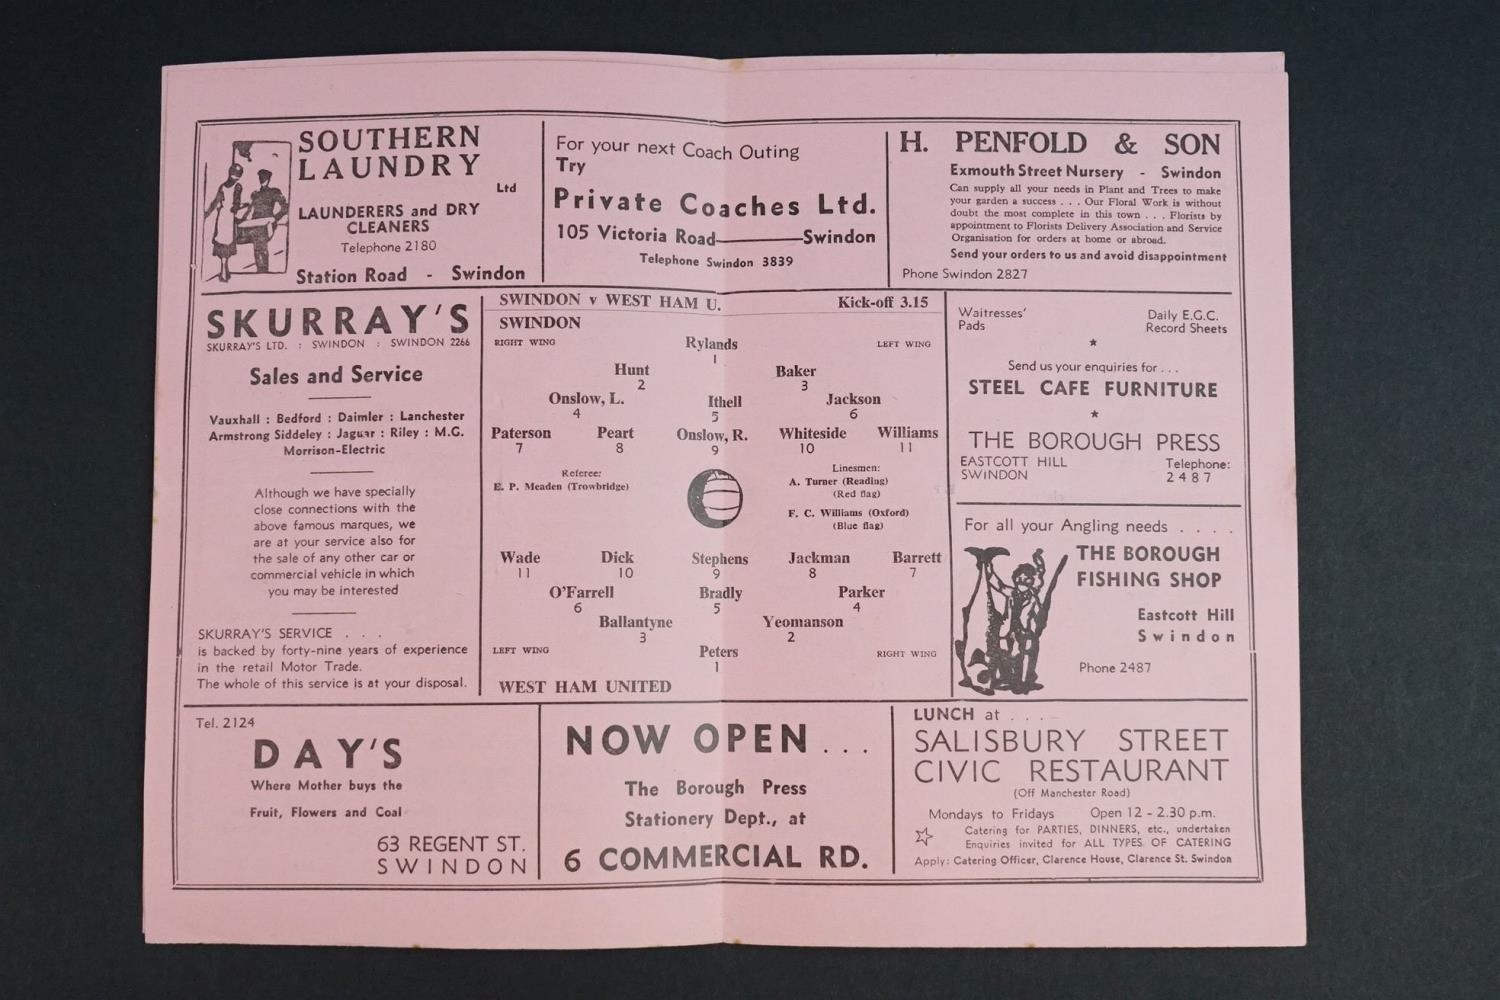 SOUTHERN
LAUNDRY
Ltd
LAUNDERERS and DRY
CLEANERS
Telephone 2180
Station Road - Swindon
For your next Coach Outing
Try
Private Coaches Ltd.
105 Victoria Road Swindon
Telephone Swindon 3839
H. PENFOLD & SON
Exmouth Street Nursery - Swindon
Can supply all your needs in Plant and Trees to make
your garden a success . . . Our Floral Work is without
doubt the most complete in this town . . . Florists by
appointment to Florists Delivery Association and Service
Organisation for orders at home or abroad.
Send your orders to us and avoid disappointment
Phone Swindon 2827
SKURRAY'S
SKURRAY'S LTD. : SWINDON : SWINDON 2266
Sales and Service
Vauxhall : Bedford : Daimler : Lanchester
Armstrong Siddeley : Jaguar : Riley : M.G.
Morrison-Electric
Although we have specially
close connections with the
above famous marques, we
are at your service also for
the sale of any other car or
commercial vehicle in which
you may be interested
SKURRAY'S SERVICE . . .
is backed by forty-nine years of experience
in the retail Motor Trade.
The whole of this service is at your disposal.
SWINDON v WEST HAM U. Kick-off 3.15
SWINDON
RIGHT WING Rylands LEFT WING
1
Hunt Baker
2 3
Onslow, L. Ithell Jackson
4 5 6
Paterson Peart Onslow, R. Whiteside Williams
7 8 9 10 11
Referee:
E. P. Meaden (Trowbridge)
Linesmen:
A. Turner (Reading)
(Red flag)
F. C. Williams (Oxford)
(Blue flag)
Wade Dick Stephens Jackman Barrett
11 10 9 8 7
O'Farrell Bradly Parker
6 5 4
Ballantyne Yeomanson
3 2
LEFT WING Peters RIGHT WING
1
WEST HAM UNITED
Waitresses' Daily E.G.C.
Pads Record Sheets
Send us your enquiries for . . .
STEEL CAFE FURNITURE
THE BOROUGH PRESS
EASTCOTT HILL Telephone:
SWINDON 2487
For all your Angling needs . . . .
THE BOROUGH
FISHING SHOP
Eastcott Hill
Swindon
Phone 2487
Tel. 2124
DAY'S
Where Mother buys the
Fruit, Flowers and Coal
63 REGENT ST.
SWINDON
NOW OPEN . . .
The Borough Press
Stationery Dept., at
6 COMMERCIAL RD.
LUNCH at . . . .
SALISBURY STREET
CIVIC RESTAURANT
(Off Manchester Road)
Mondays to Fridays Open 12 - 2.30 p.m.
Catering for PARTIES, DINNERS, etc., undertaken
Enquiries invited for ALL TYPES OF CATERING
Apply: Catering Officer, Clarence House, Clarence St. Swindon